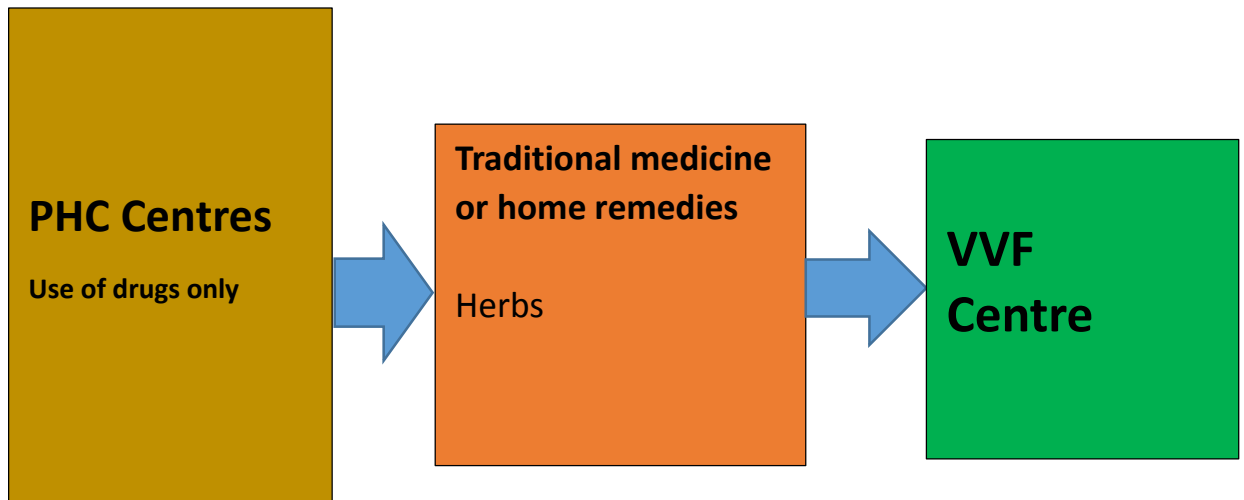 PHC Centres
Use of drugs only
Traditional medicine
or home remedies
Herbs
VVF
Centre